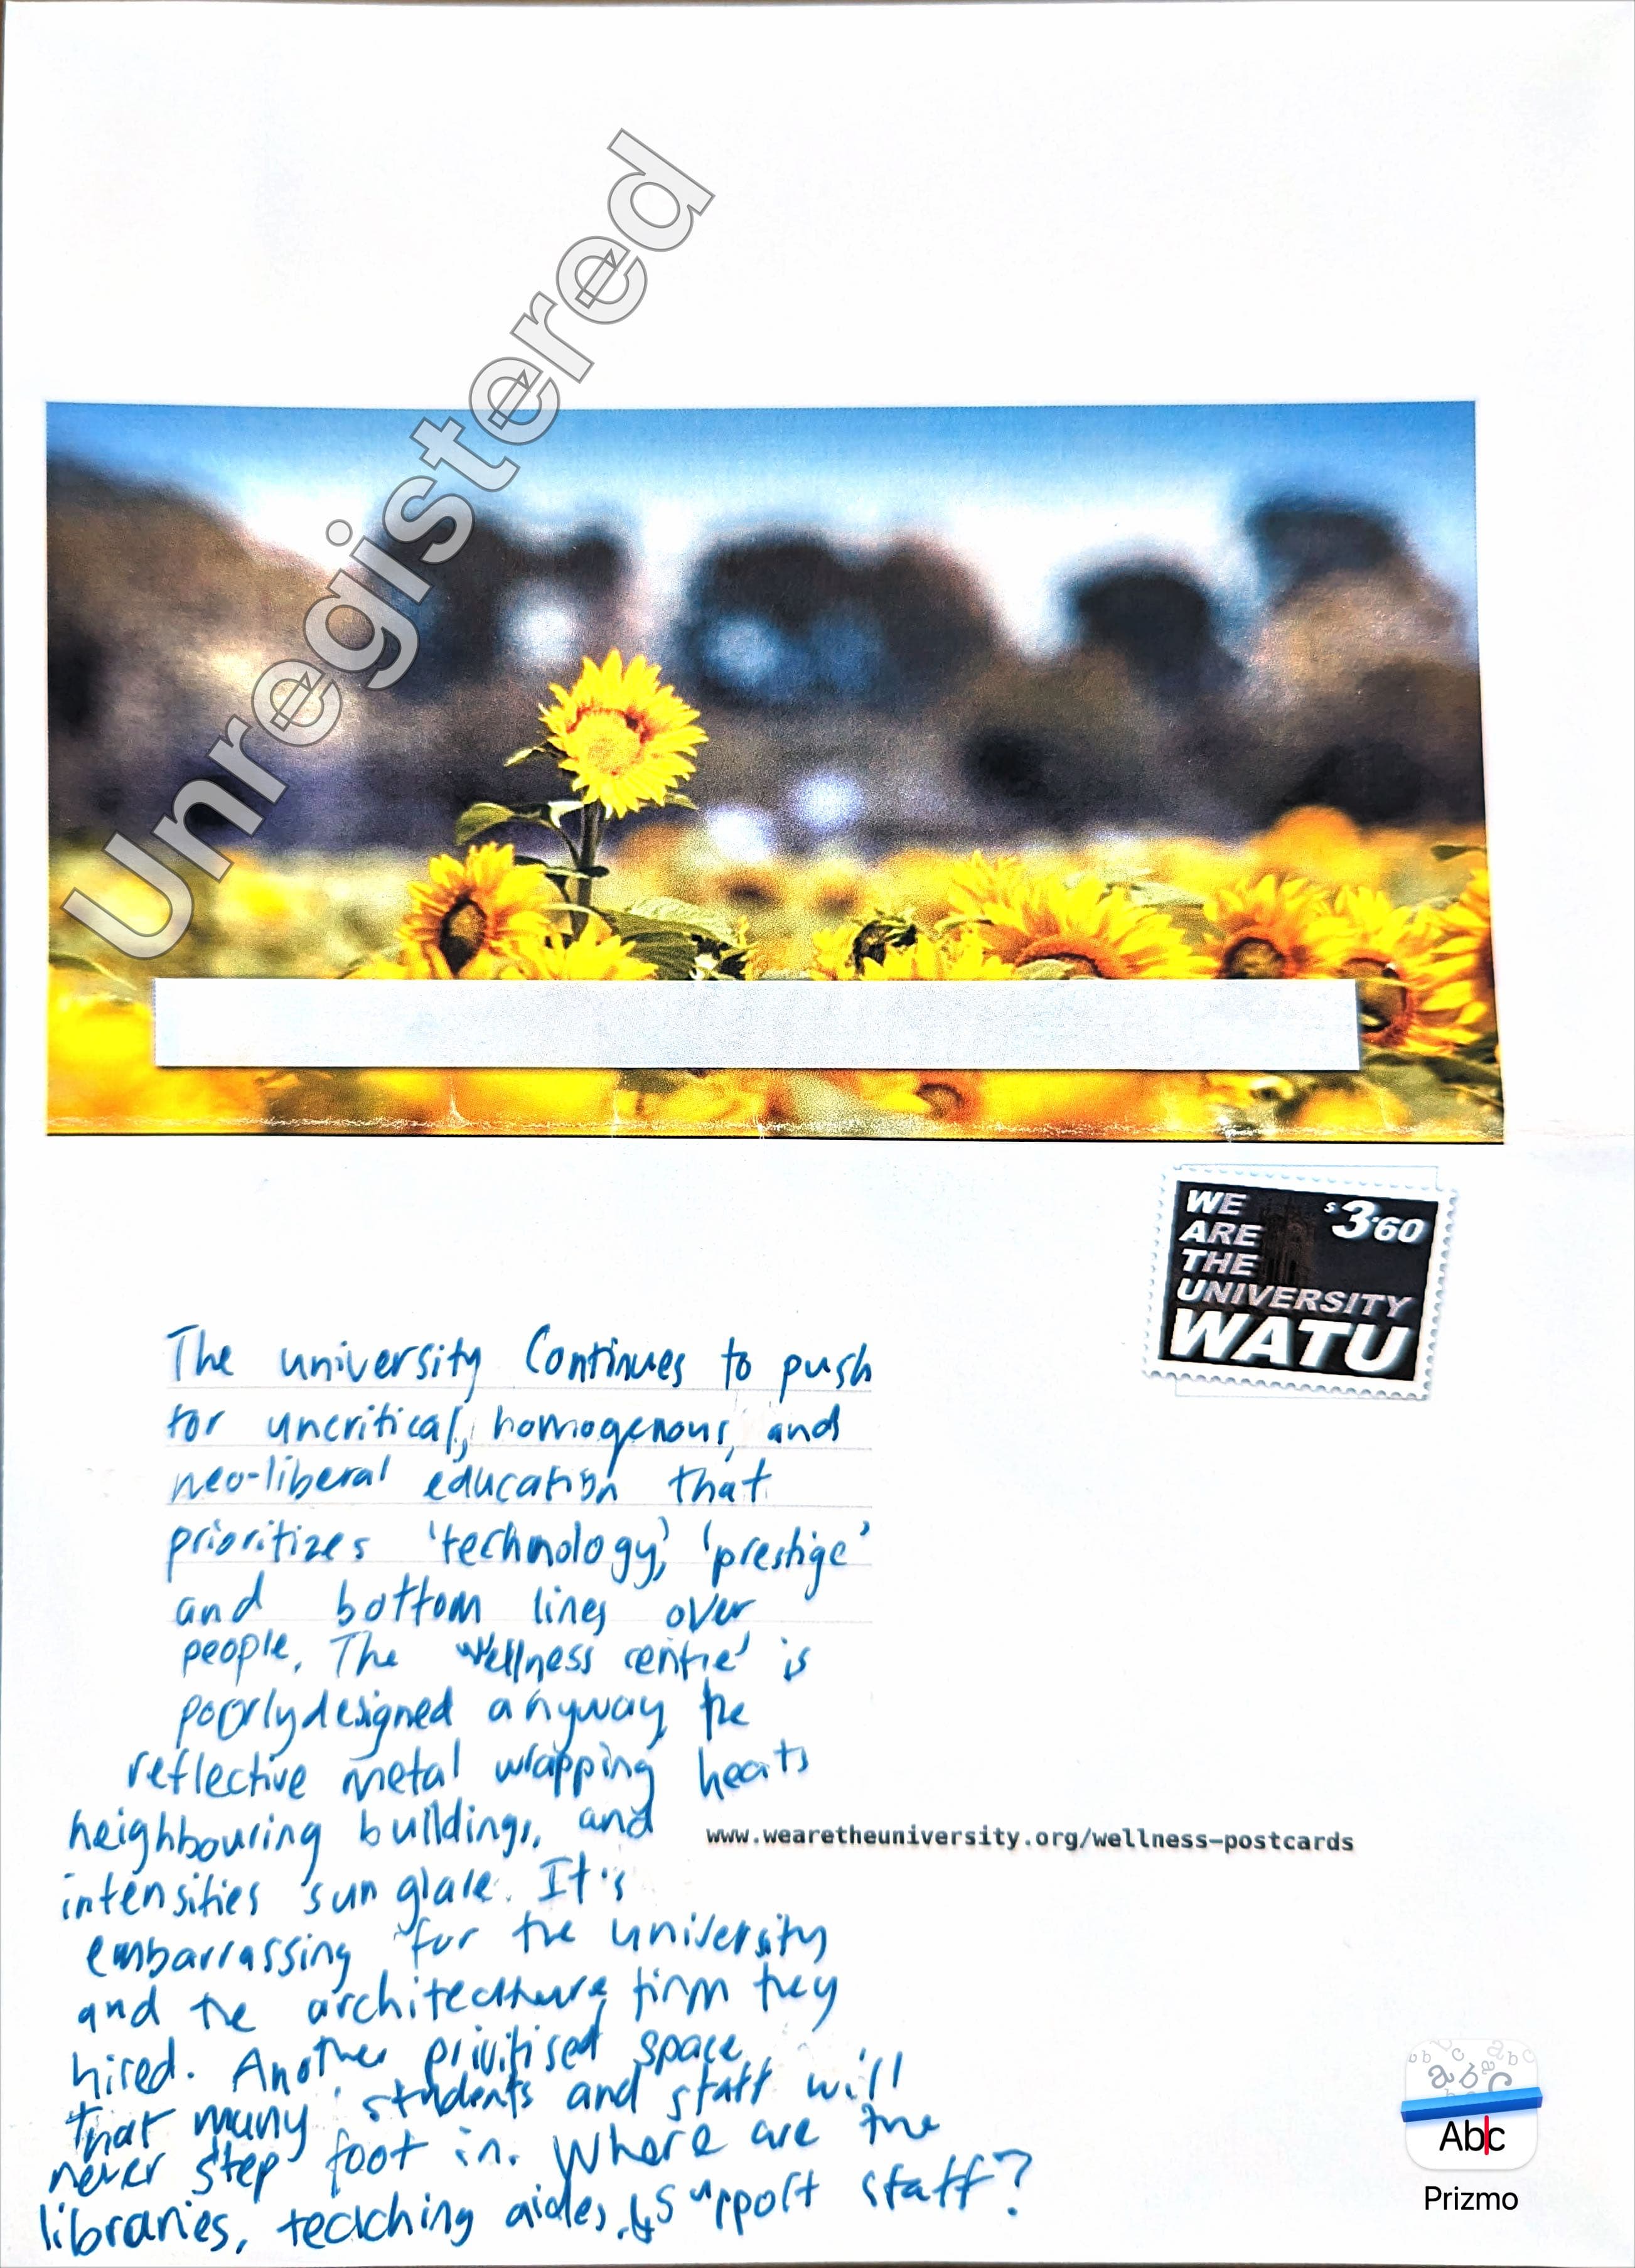 Unregistered
WE
ARE
THE
UNIVERSITY
WATU
$3.60
The university Continues to push
for uncritical, homogenous, and
neo-liberal education that
prioritizes 'technology', 'prestige'
and bottom lines over
people. The 'wellness centre' is
poorly designed anyway, the
reflective metal wrapping heats
neighbouring buildings, and
www.wearetheuniversity.org/wellness-postcards
intensifies sun glare. It's
embarrassing for the university
and the architecture firm they
hired. Another privitised space
that many students and staff will
never step foot in. Where are the
libraries, teaching aides, & support staff?
Abc
Prizmo